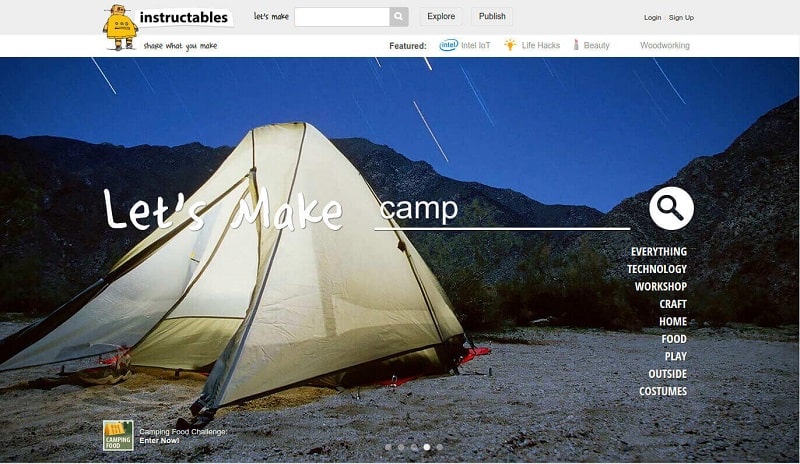 instructables
let's make
Explore
Publish
Login
Sign Up
share what you make
Featured:
intel
Intel IoT
Life Hacks
Beauty
Woodworking
Let's Make camp
EVERYTHING
TECHNOLOGY
WORKSHOP
CRAFT
HOME
FOOD
PLAY
OUTSIDE
COSTUMES
CAMPING
FOOD
Camping Food Challenge:
Enter Now!